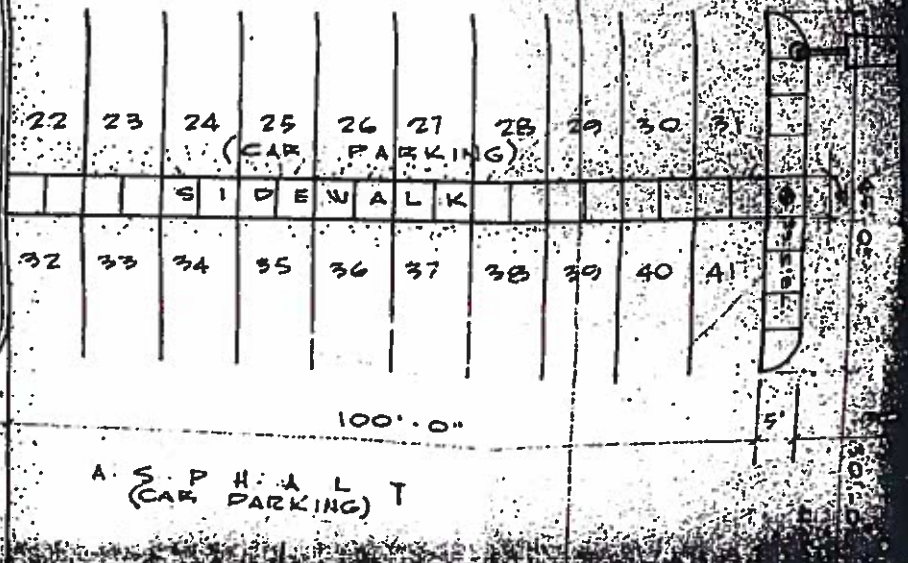 22 23 24 25 26 27 28 29 30 31
(CAR PARKING)
SIDEWALK
32 33 34 35 36 37 38 39 40 41
100'-0"
5'
A.S.P.H.A.L.T
(CAR PARKING)